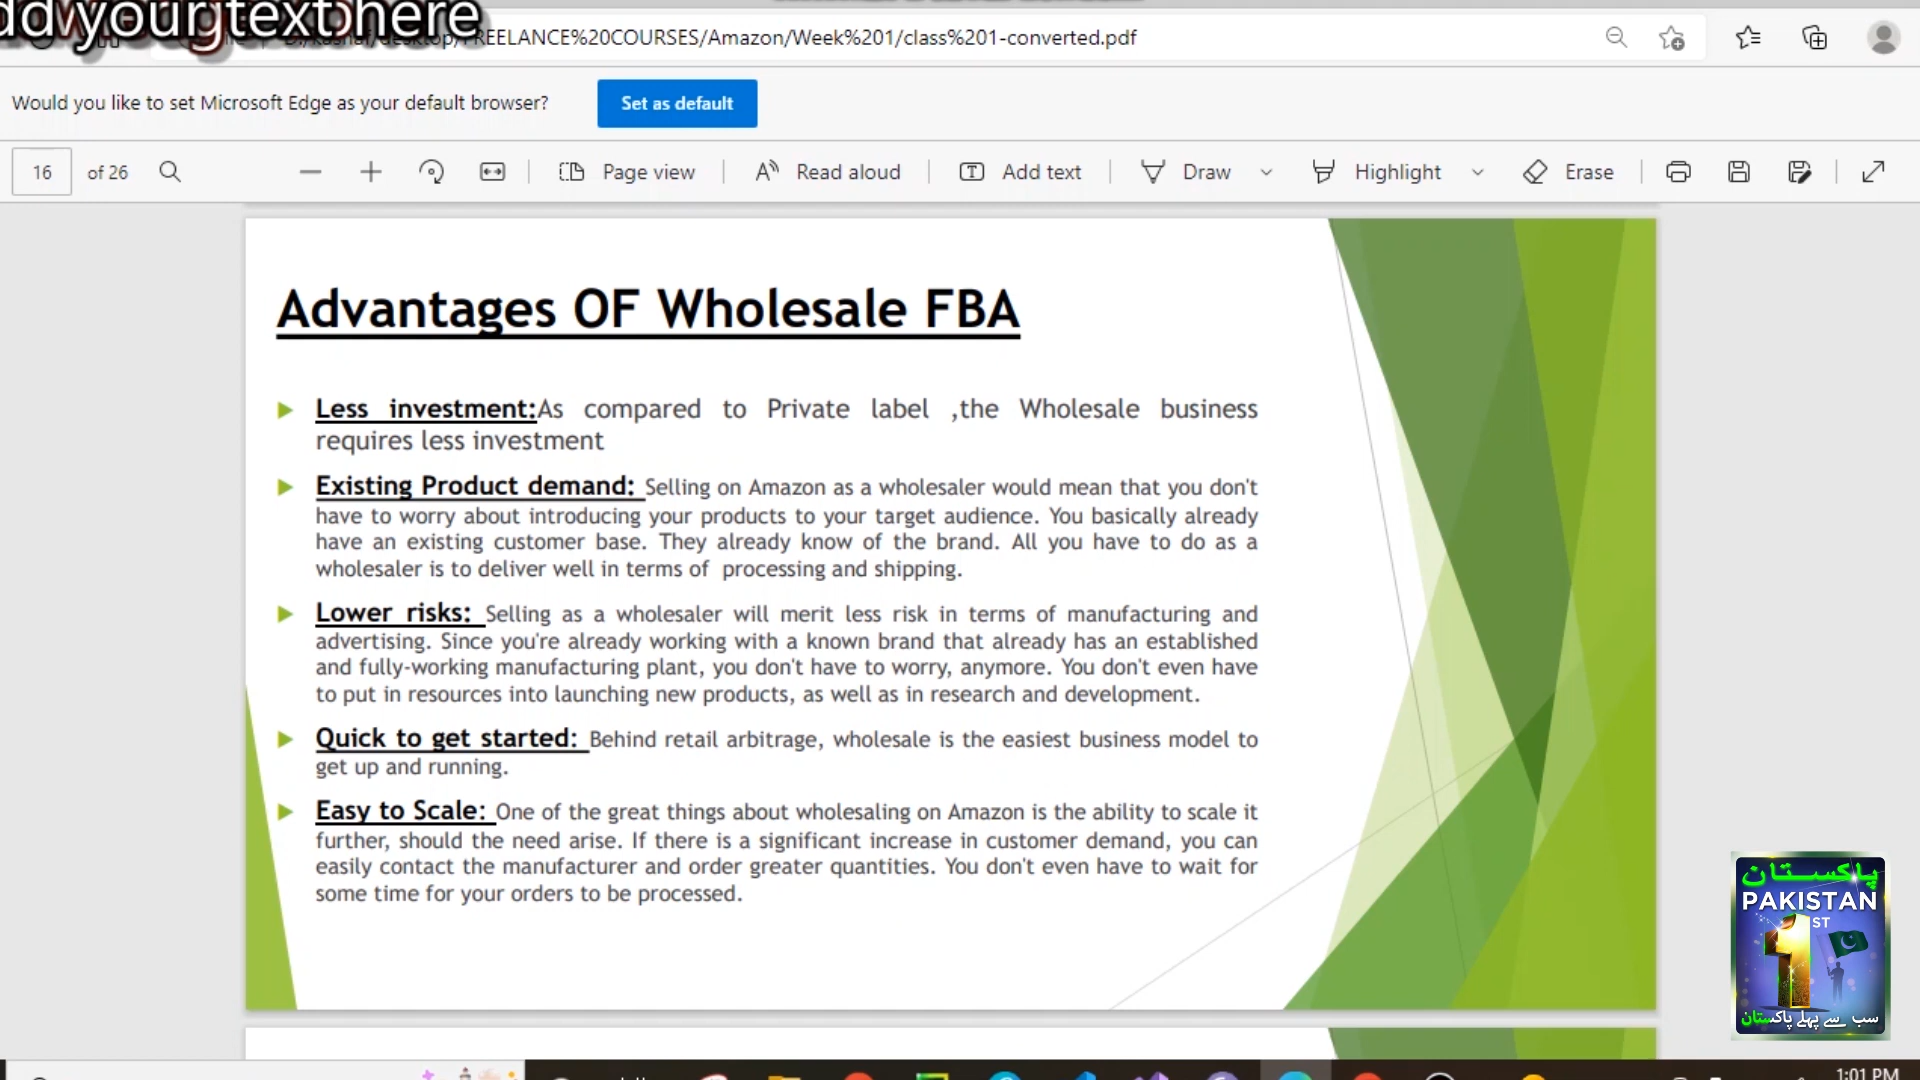 dd your text here
REELANCE%20COURSES/Amazon/Week%201/class%201-converted.pdf
Would you like to set Microsoft Edge as your default browser?
Set as default
16 of 26
Page view
Read aloud
Add text
Draw
Highlight
Erase
Advantages OF Wholesale FBA
Less investment:As compared to Private label ,the Wholesale business
requires less investment
Existing Product demand: Selling on Amazon as a wholesaler would mean that you don't
have to worry about introducing your products to your target audience. You basically already
have an existing customer base. They already know of the brand. All you have to do as a
wholesaler is to deliver well in terms of processing and shipping.
Lower risks: Selling as a wholesaler will merit less risk in terms of manufacturing and
advertising. Since you're already working with a known brand that already has an established
and fully-working manufacturing plant, you don't have to worry, anymore. You don't even have
to put in resources into launching new products, as well as in research and development.
Quick to get started: Behind retail arbitrage, wholesale is the easiest business model to
get up and running.
Easy to Scale: One of the great things about wholesaling on Amazon is the ability to scale it
further, should the need arise. If there is a significant increase in customer demand, you can
easily contact the manufacturer and order greater quantities. You don't even have to wait for
some time for your orders to be processed.
پاکستان
PAKISTAN
1ST
سب سے پہلے پاکستان
1:01 PM